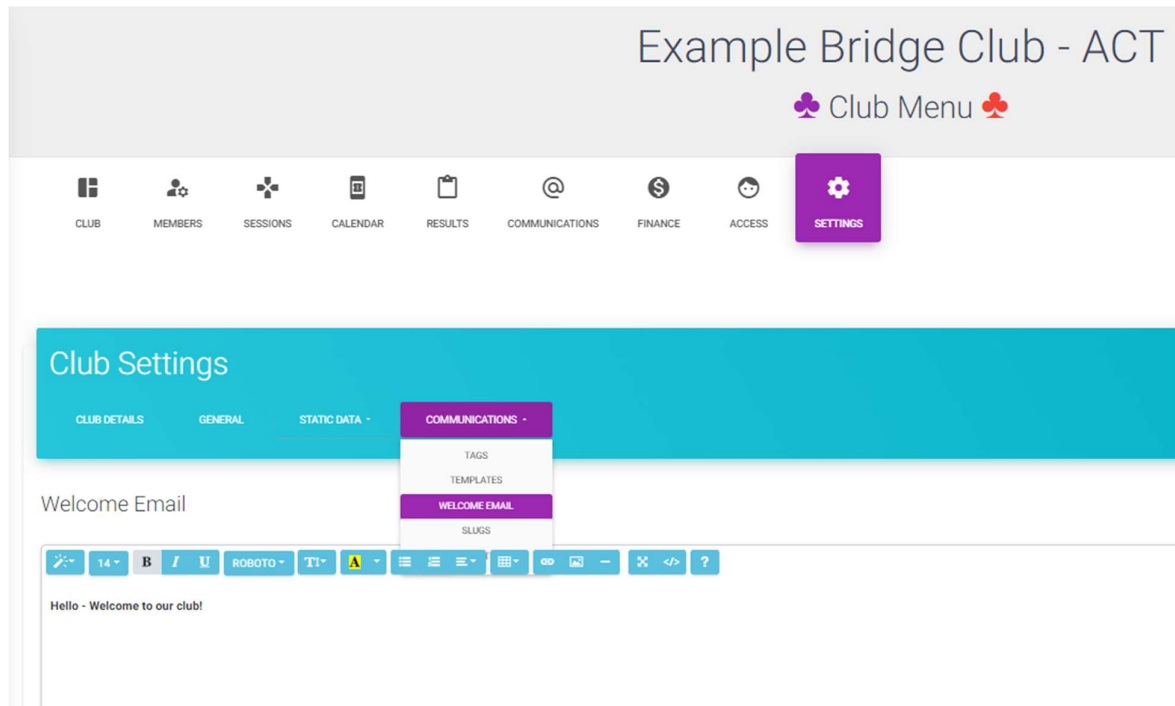 Example Bridge Club - ACT
Club Menu
CLUB MEMBERS SESSIONS CALENDAR RESULTS COMMUNICATIONS FINANCE ACCESS SETTINGS
Club Settings
CLUB DETAILS GENERAL STATIC DATA COMMUNICATIONS
TAGS
TEMPLATES
Welcome Email
WELCOME EMAIL
SLUGS
14 B I U ROBOTO T A ?
Hello - Welcome to our club!